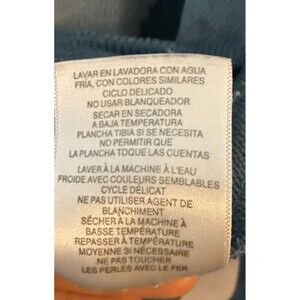 LAVAR EN LAVADORA CON AGUA
FRÍA, CON COLORES SIMILARES
CICLO DELICADO
NO USAR BLANQUEADOR
SECAR EN SECADORA
A BAJA TEMPERATURA
PLANCHA TIBIA SI SE NECESITA
NO PERMITIR QUE
LA PLANCHA TOQUE LAS CUENTAS
LAVER À LA MACHINE À L'EAU
FROIDE AVEC COULEURS SEMBLABLES
CYCLE DÉLICAT
NE PAS UTILISER AGENT DE
BLANCHIMENT
SÉCHER À LA MACHINE À
BASSE TEMPÉRATURE
REPASSER À TEMPÉRATURE
MOYENNE SI NÉCESSAIRE
NE PAS TOUCHER
LES PERLES AVEC LE FER